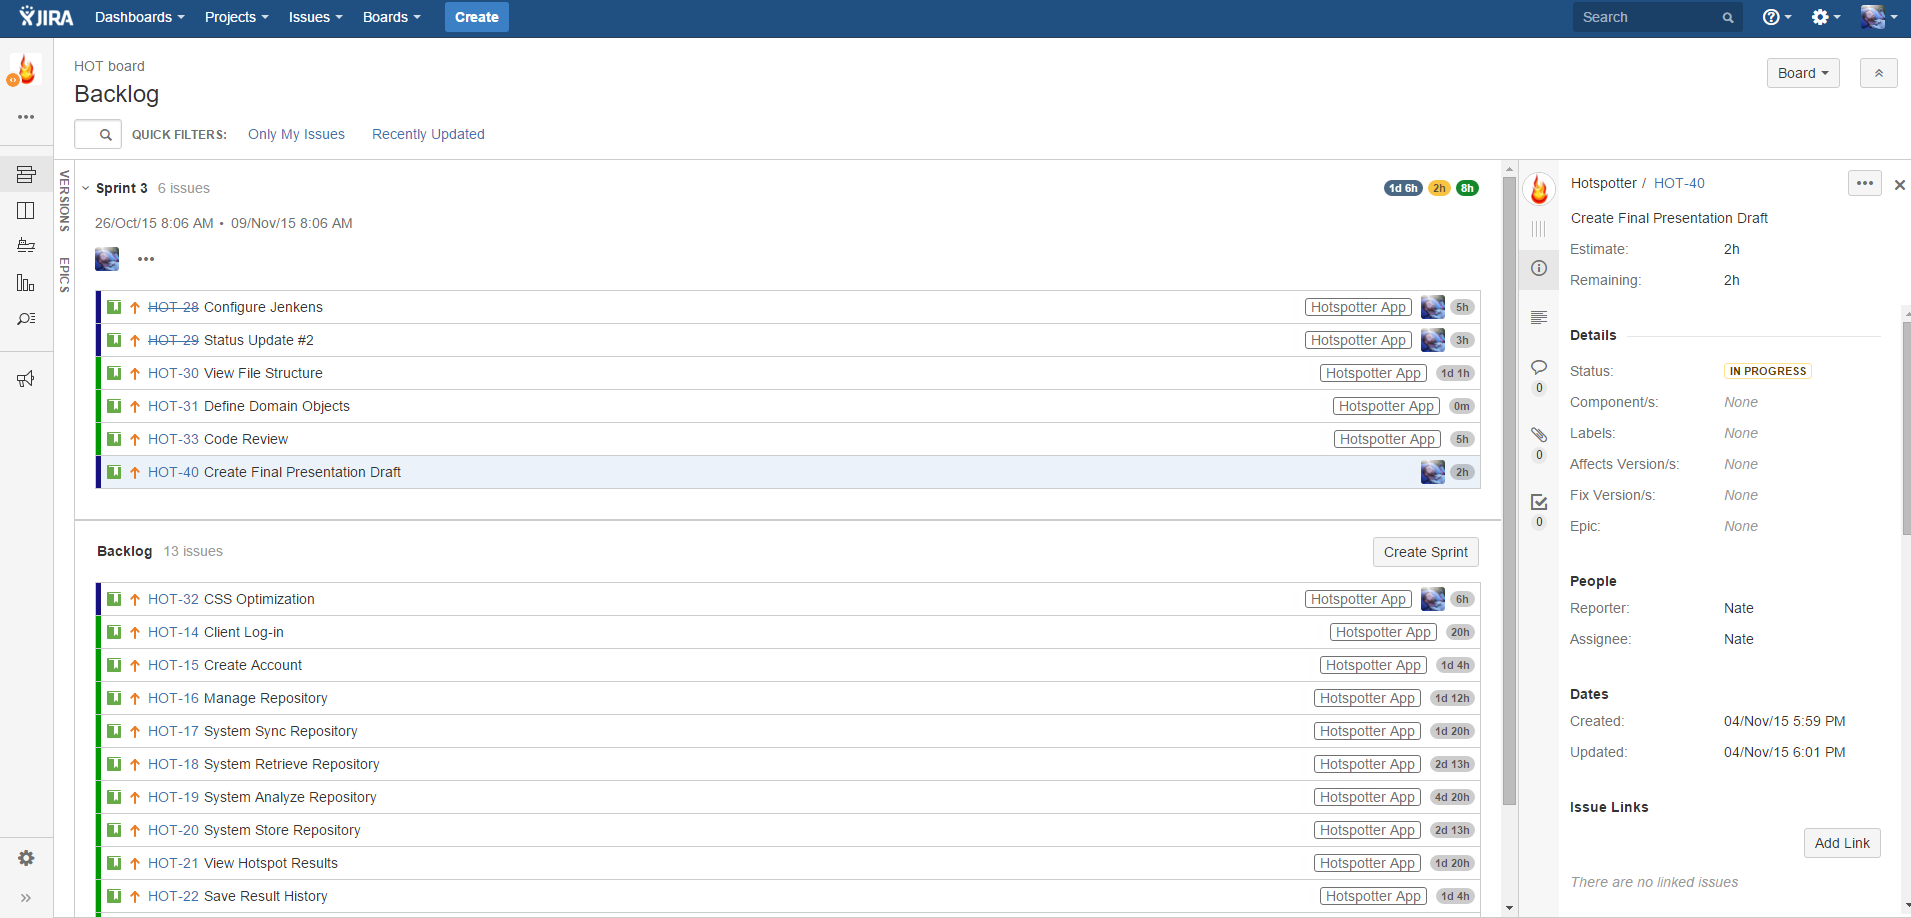 JIRA Dashboards Projects Issues Boards Create Search
HOT board
Backlog
Board
QUICK FILTERS: Only My Issues Recently Updated
VERSIONS
EPICS
Sprint 3 6 issues 1d 6h 2h 8h
26/Oct/15 8:06 AM • 09/Nov/15 8:06 AM
HOT-28 Configure Jenkens Hotspotter App 5h
HOT-29 Status Update #2 Hotspotter App 3h
HOT-30 View File Structure Hotspotter App 1d 1h
HOT-31 Define Domain Objects Hotspotter App 0m
HOT-33 Code Review Hotspotter App 5h
HOT-40 Create Final Presentation Draft 2h
Backlog 13 issues Create Sprint
HOT-32 CSS Optimization Hotspotter App 6h
HOT-14 Client Log-in Hotspotter App 20h
HOT-15 Create Account Hotspotter App 1d 4h
HOT-16 Manage Repository Hotspotter App 1d 12h
HOT-17 System Sync Repository Hotspotter App 1d 20h
HOT-18 System Retrieve Repository Hotspotter App 2d 13h
HOT-19 System Analyze Repository Hotspotter App 4d 20h
HOT-20 System Store Repository Hotspotter App 2d 13h
HOT-21 View Hotspot Results Hotspotter App 1d 20h
HOT-22 Save Result History Hotspotter App 1d 4h
0
0
0
Hotspotter / HOT-40
Create Final Presentation Draft
Estimate: 2h
Remaining: 2h
Details
Status: IN PROGRESS
Component/s: None
Labels: None
Affects Version/s: None
Fix Version/s: None
Epic: None
People
Reporter: Nate
Assignee: Nate
Dates
Created: 04/Nov/15 5:59 PM
Updated: 04/Nov/15 6:01 PM
Issue Links
Add Link
There are no linked issues